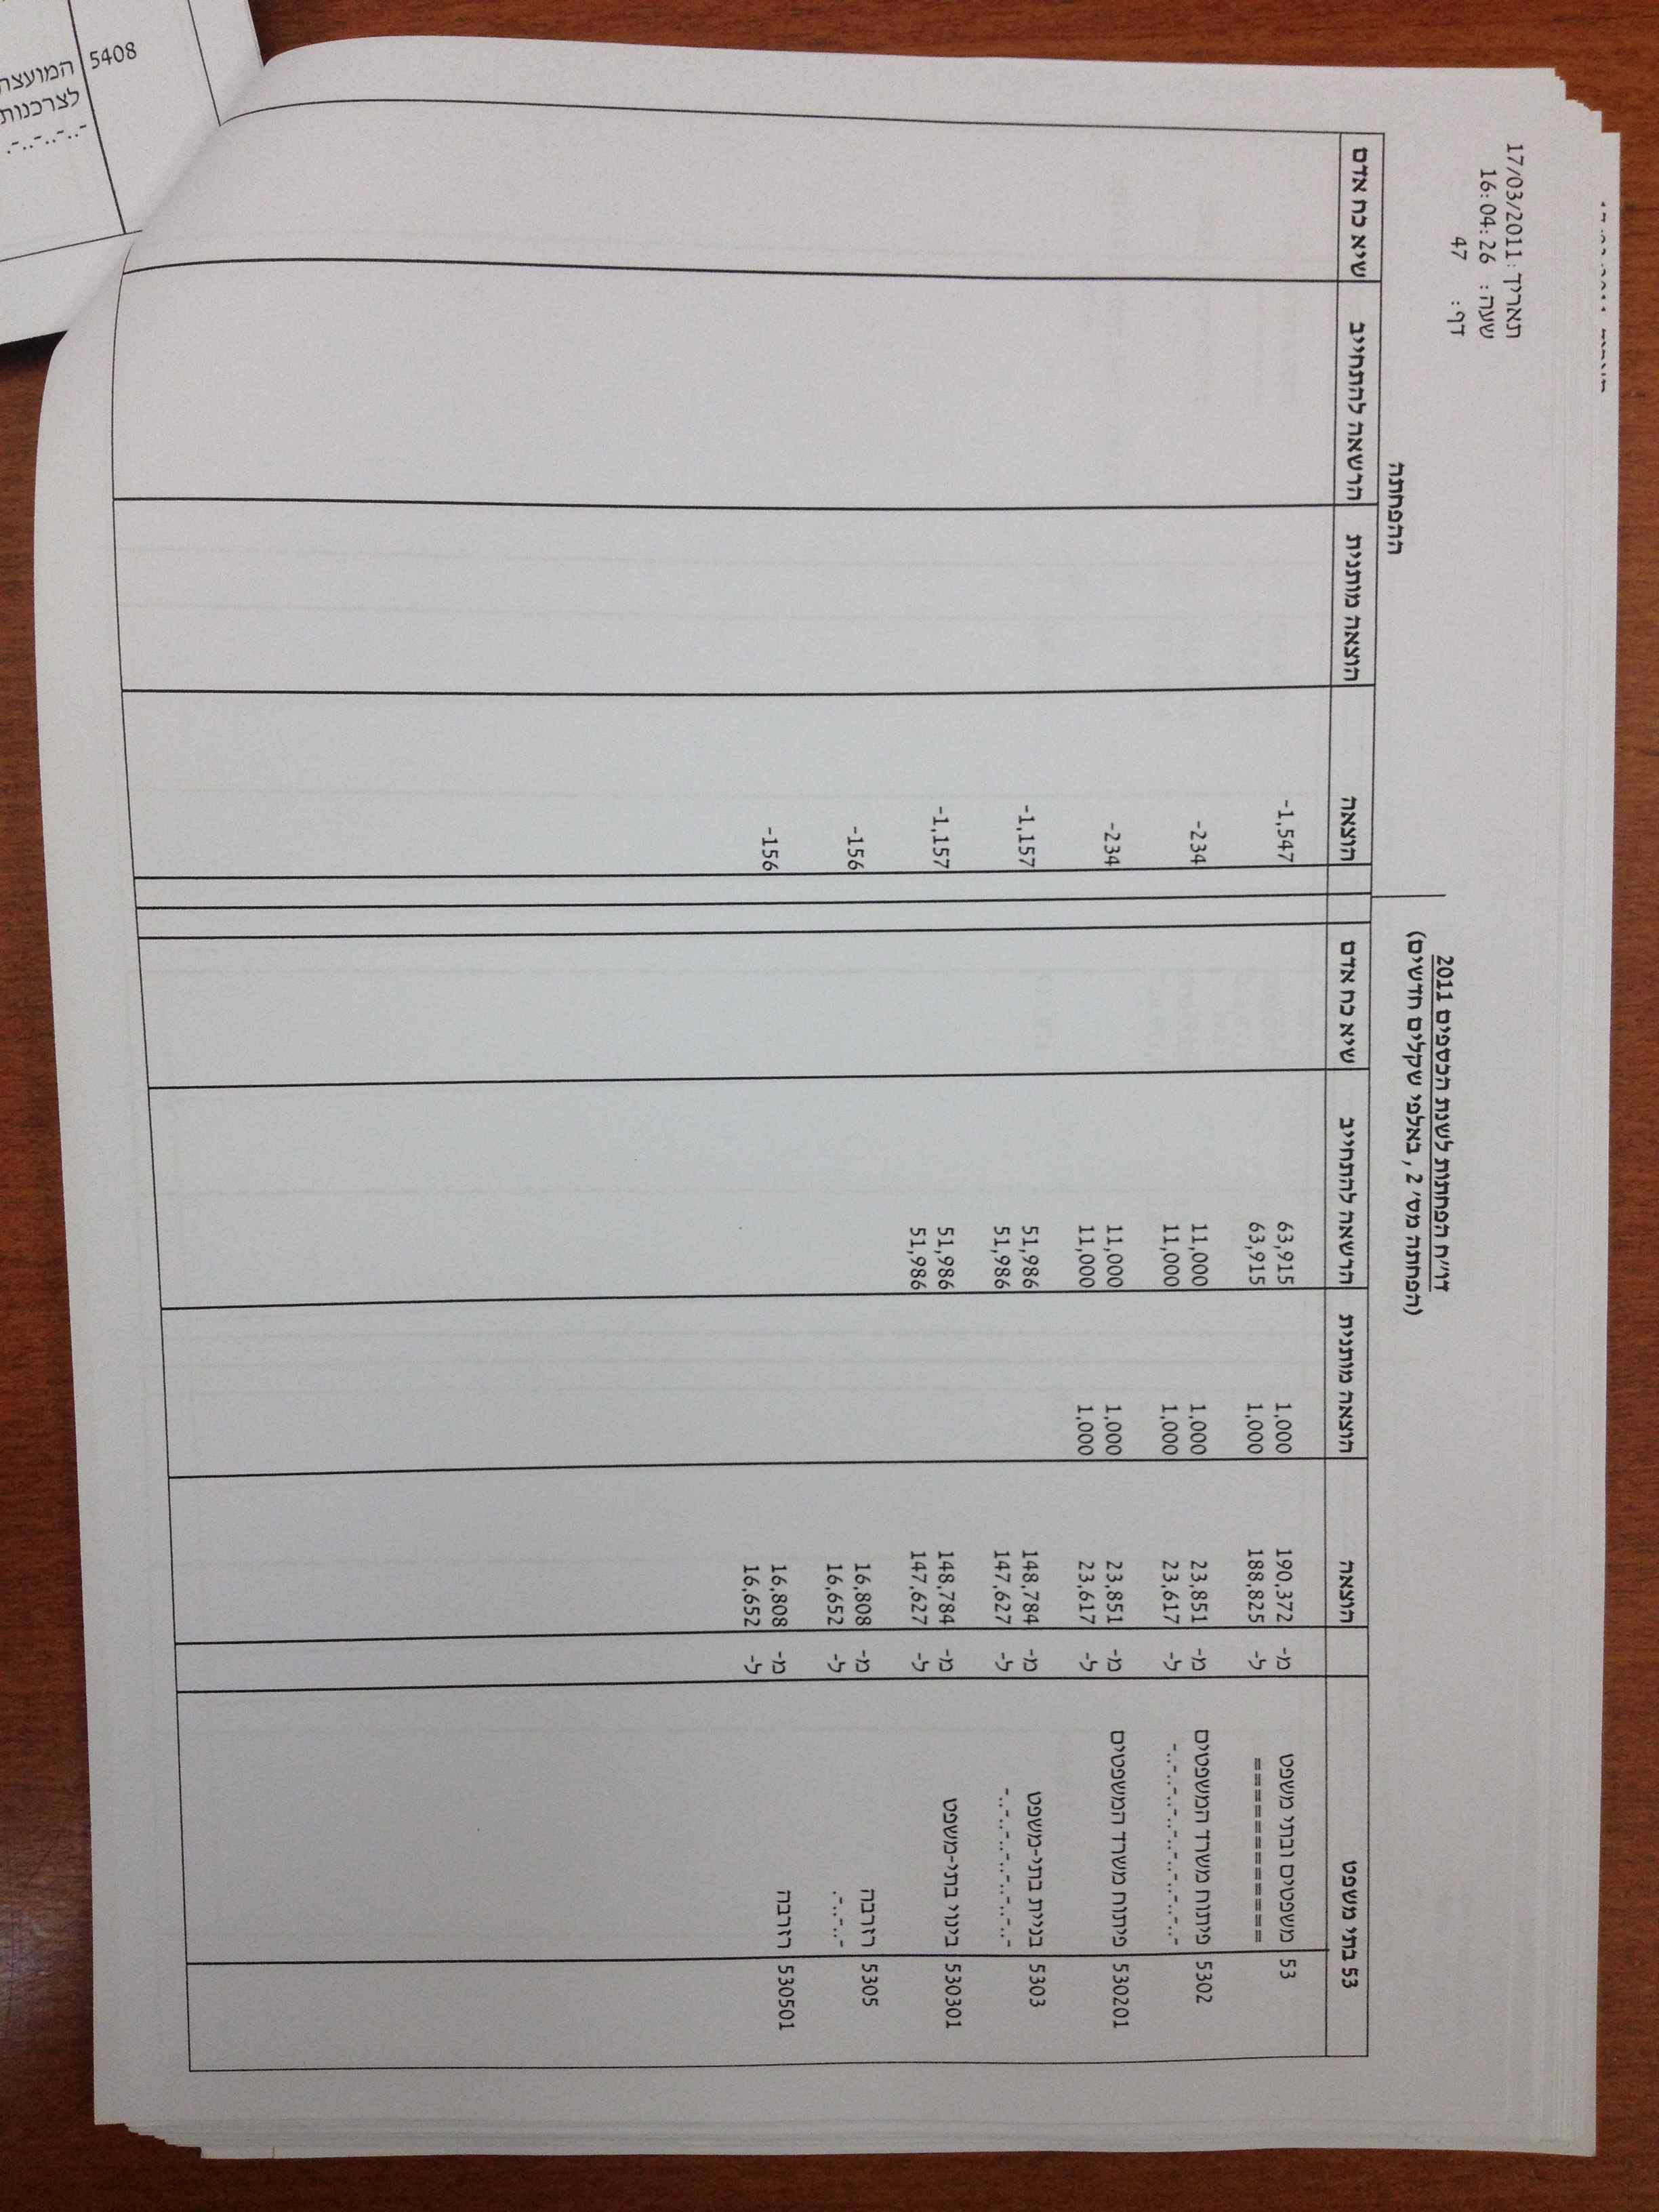 תאריך: 17/03/2011
שעה: 16:04:26
דף: 47
דו״ח הפחתות לשנת הכספים 2011
(הפחתה מס׳ 2, באלפי שקלים חדשים)
ההפחתה
53 בתי משפט | הוצאה | הוצאה מותנית | הרשאה להתחייב | שיא כח אדם | הוצאה | הוצאה מותנית | הרשאה להתחייב | שיא כח אדם
53 משפטים ובתי משפט מ- 190,372 1,000 63,915 -1,547
============= ל- 188,825 1,000 63,915
5302 פיתוח משרד המשפטים מ- 23,851 1,000 11,000 -234
-..-..-..-..-..-..-..-..- ל- 23,617 1,000 11,000
530201 פיתוח משרד המשפטים מ- 23,851 1,000 11,000 -234
ל- 23,617 1,000 11,000
5303 בניית בתי-משפט מ- 148,784 51,986 -1,157
-..-..-..-..-..-..- ל- 147,627 51,986
530301 בינוי בתי-משפט מ- 148,784 51,986 -1,157
ל- 147,627 51,986
5305 רזרבה מ- 16,808 -156
-..-..-. ל- 16,652
530501 רזרבה מ- 16,808 -156
ל- 16,652
5408 המועצה
לצרכנות
-..-..-..-.